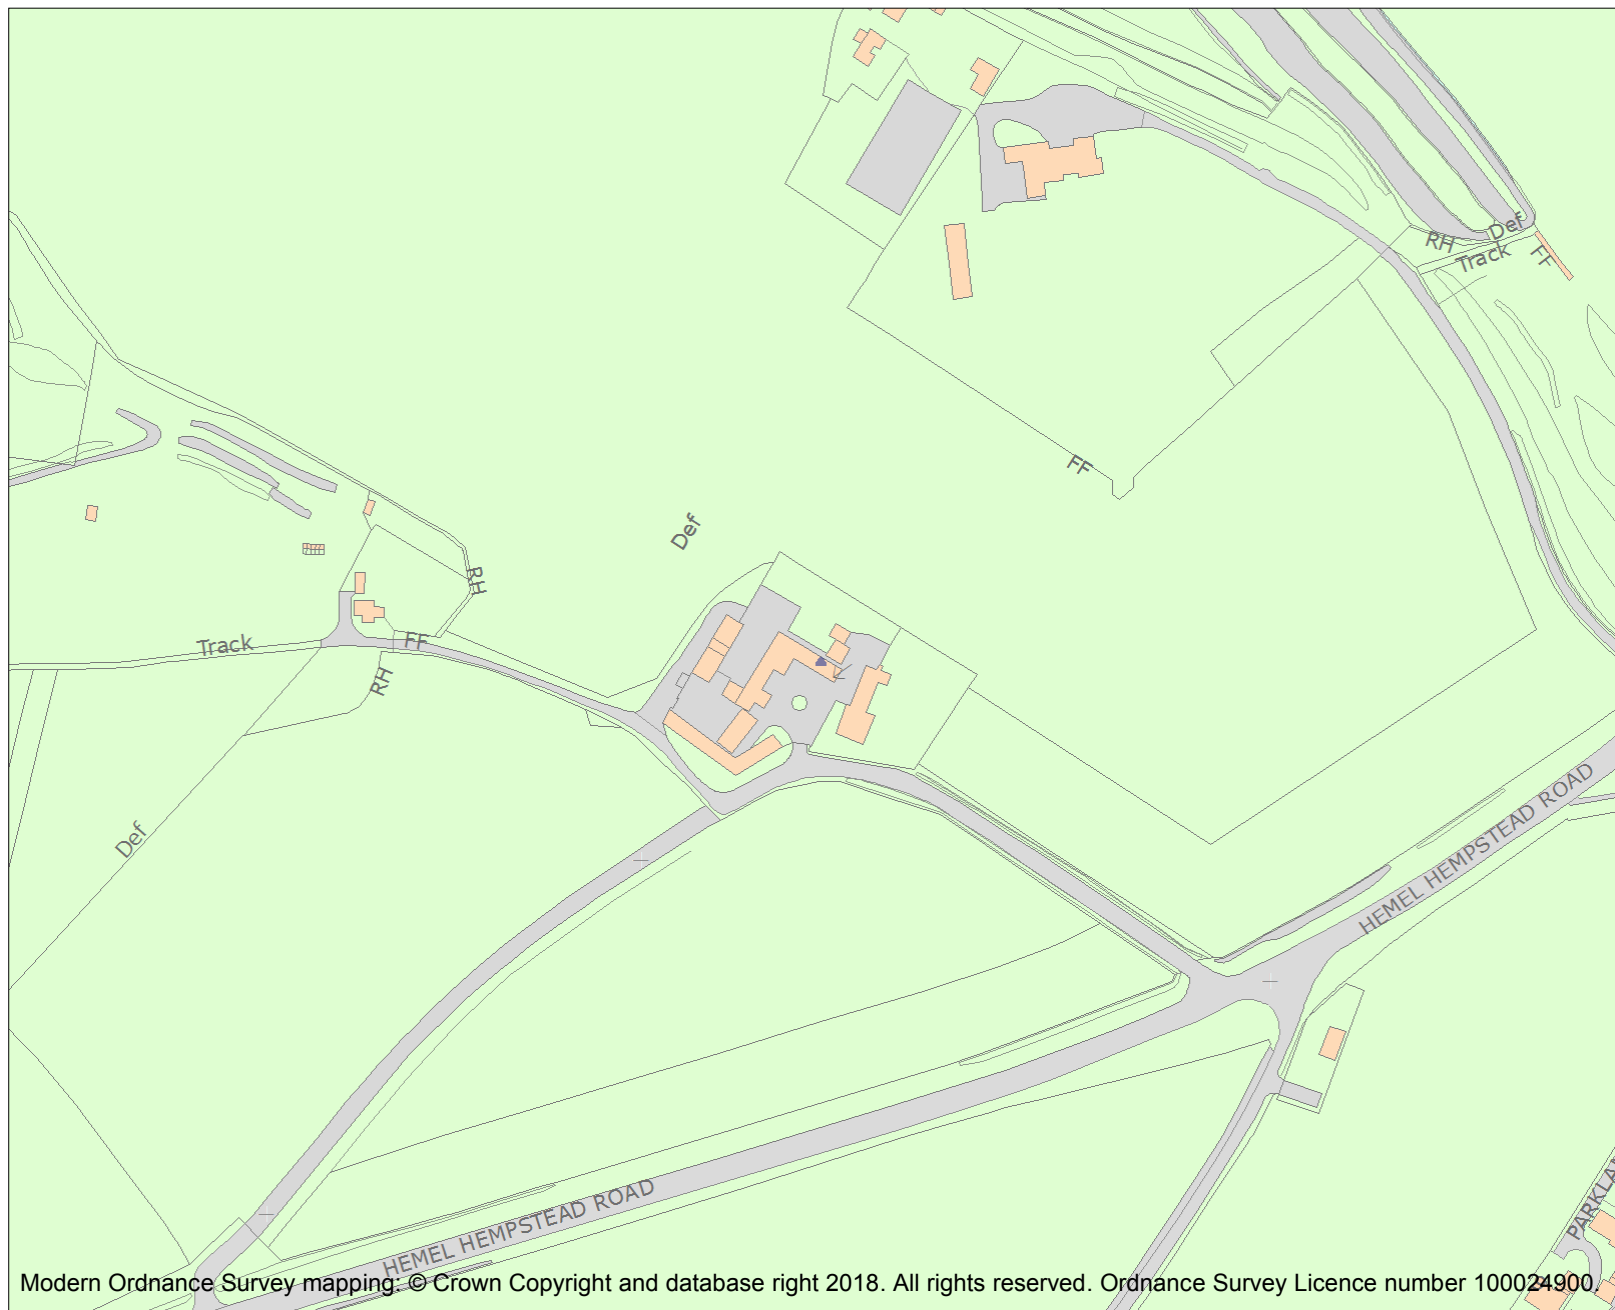 Def
RH
Track
FF
FF
Def
RH
Track
FF
RH
HEMEL HEMPSTEAD ROAD
Def
HEMEL HEMPSTEAD ROAD
PARKLAN
Modern Ordnance Survey mapping: © Crown Copyright and database right 2018. All rights reserved. Ordnance Survey Licence number 100024900.